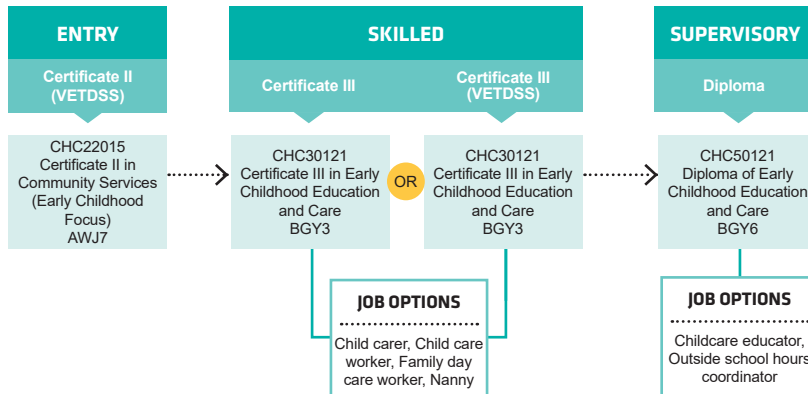 ENTRY
SKILLED
SUPERVISORY
Certificate II
(VETDSS)
Certificate III
Certificate III
(VETDSS)
Diploma
CHC22015
Certificate II in
Community Services
(Early Childhood
Focus)
AWJ7
CHC30121
Certificate III in Early
Childhood Education
and Care
BGY3
OR
CHC30121
Certificate III in Early
Childhood Education
and Care
BGY3
CHC50121
Diploma of Early
Childhood Education
and Care
BGY6
JOB OPTIONS
Child carer, Child care
worker, Family day
care worker, Nanny
JOB OPTIONS
Childcare educator,
Outside school hours
coordinator